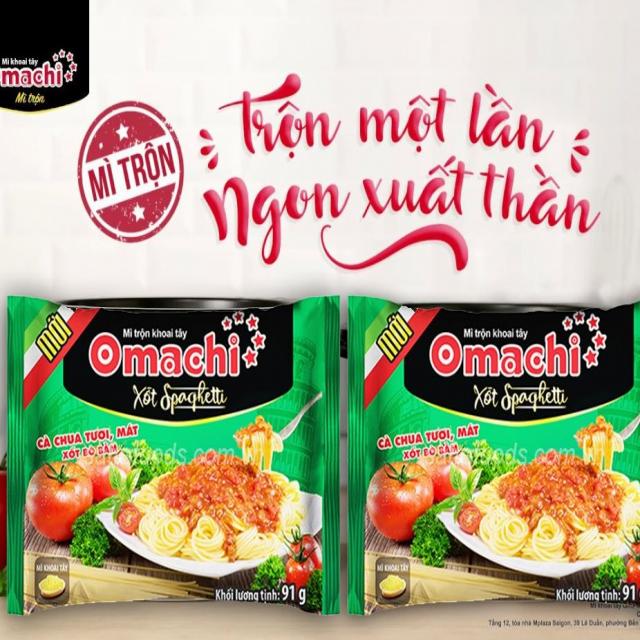 Mì khoai tây
machi
Mì trộn
MÌ TRỘN
Trộn một lần
Ngon xuất thần
MỚI
Mì trộn khoai tây
Omachi
Xốt Spaghetti
CÀ CHUA TƯƠI, MÁT
XỐT BÒ BẰM
MÌ KHOAI TÂY
Khối lượng tịnh: 91 g
MỚI
Mì trộn khoai tây
Omachi
Xốt Spaghetti
CÀ CHUA TƯƠI, MÁT
XỐT BÒ BẰM
MÌ KHOAI TÂY
Khối lượng tịnh: 91 g
Tầng 12, tòa nhà Mplaza Saigon, 39 Lê Duẩn, phường Bến